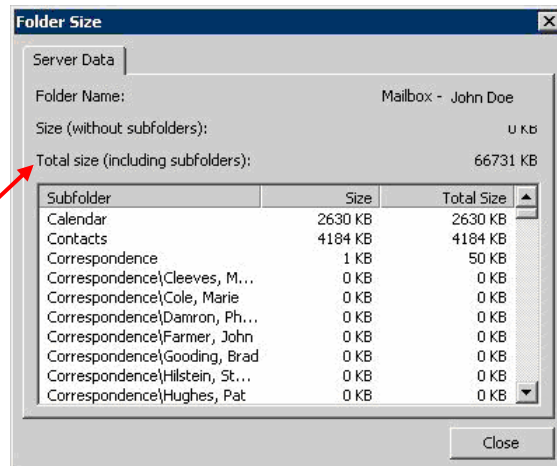 Folder Size
Server Data
Folder Name: Mailbox - John Doe
Size (without subfolders): 0 KB
Total size (including subfolders): 66731 KB
Subfolder Size Total Size
Calendar 2630 KB 2630 KB
Contacts 4184 KB 4184 KB
Correspondence 1 KB 50 KB
Correspondence\Cleeves, M... 0 KB 0 KB
Correspondence\Cole, Marie 0 KB 0 KB
Correspondence\Damron, Ph... 0 KB 0 KB
Correspondence\Farmer, John 0 KB 0 KB
Correspondence\Gooding, Brad 0 KB 0 KB
Correspondence\Hilstein, St... 0 KB 0 KB
Correspondence\Hughes, Pat 0 KB 0 KB
Close